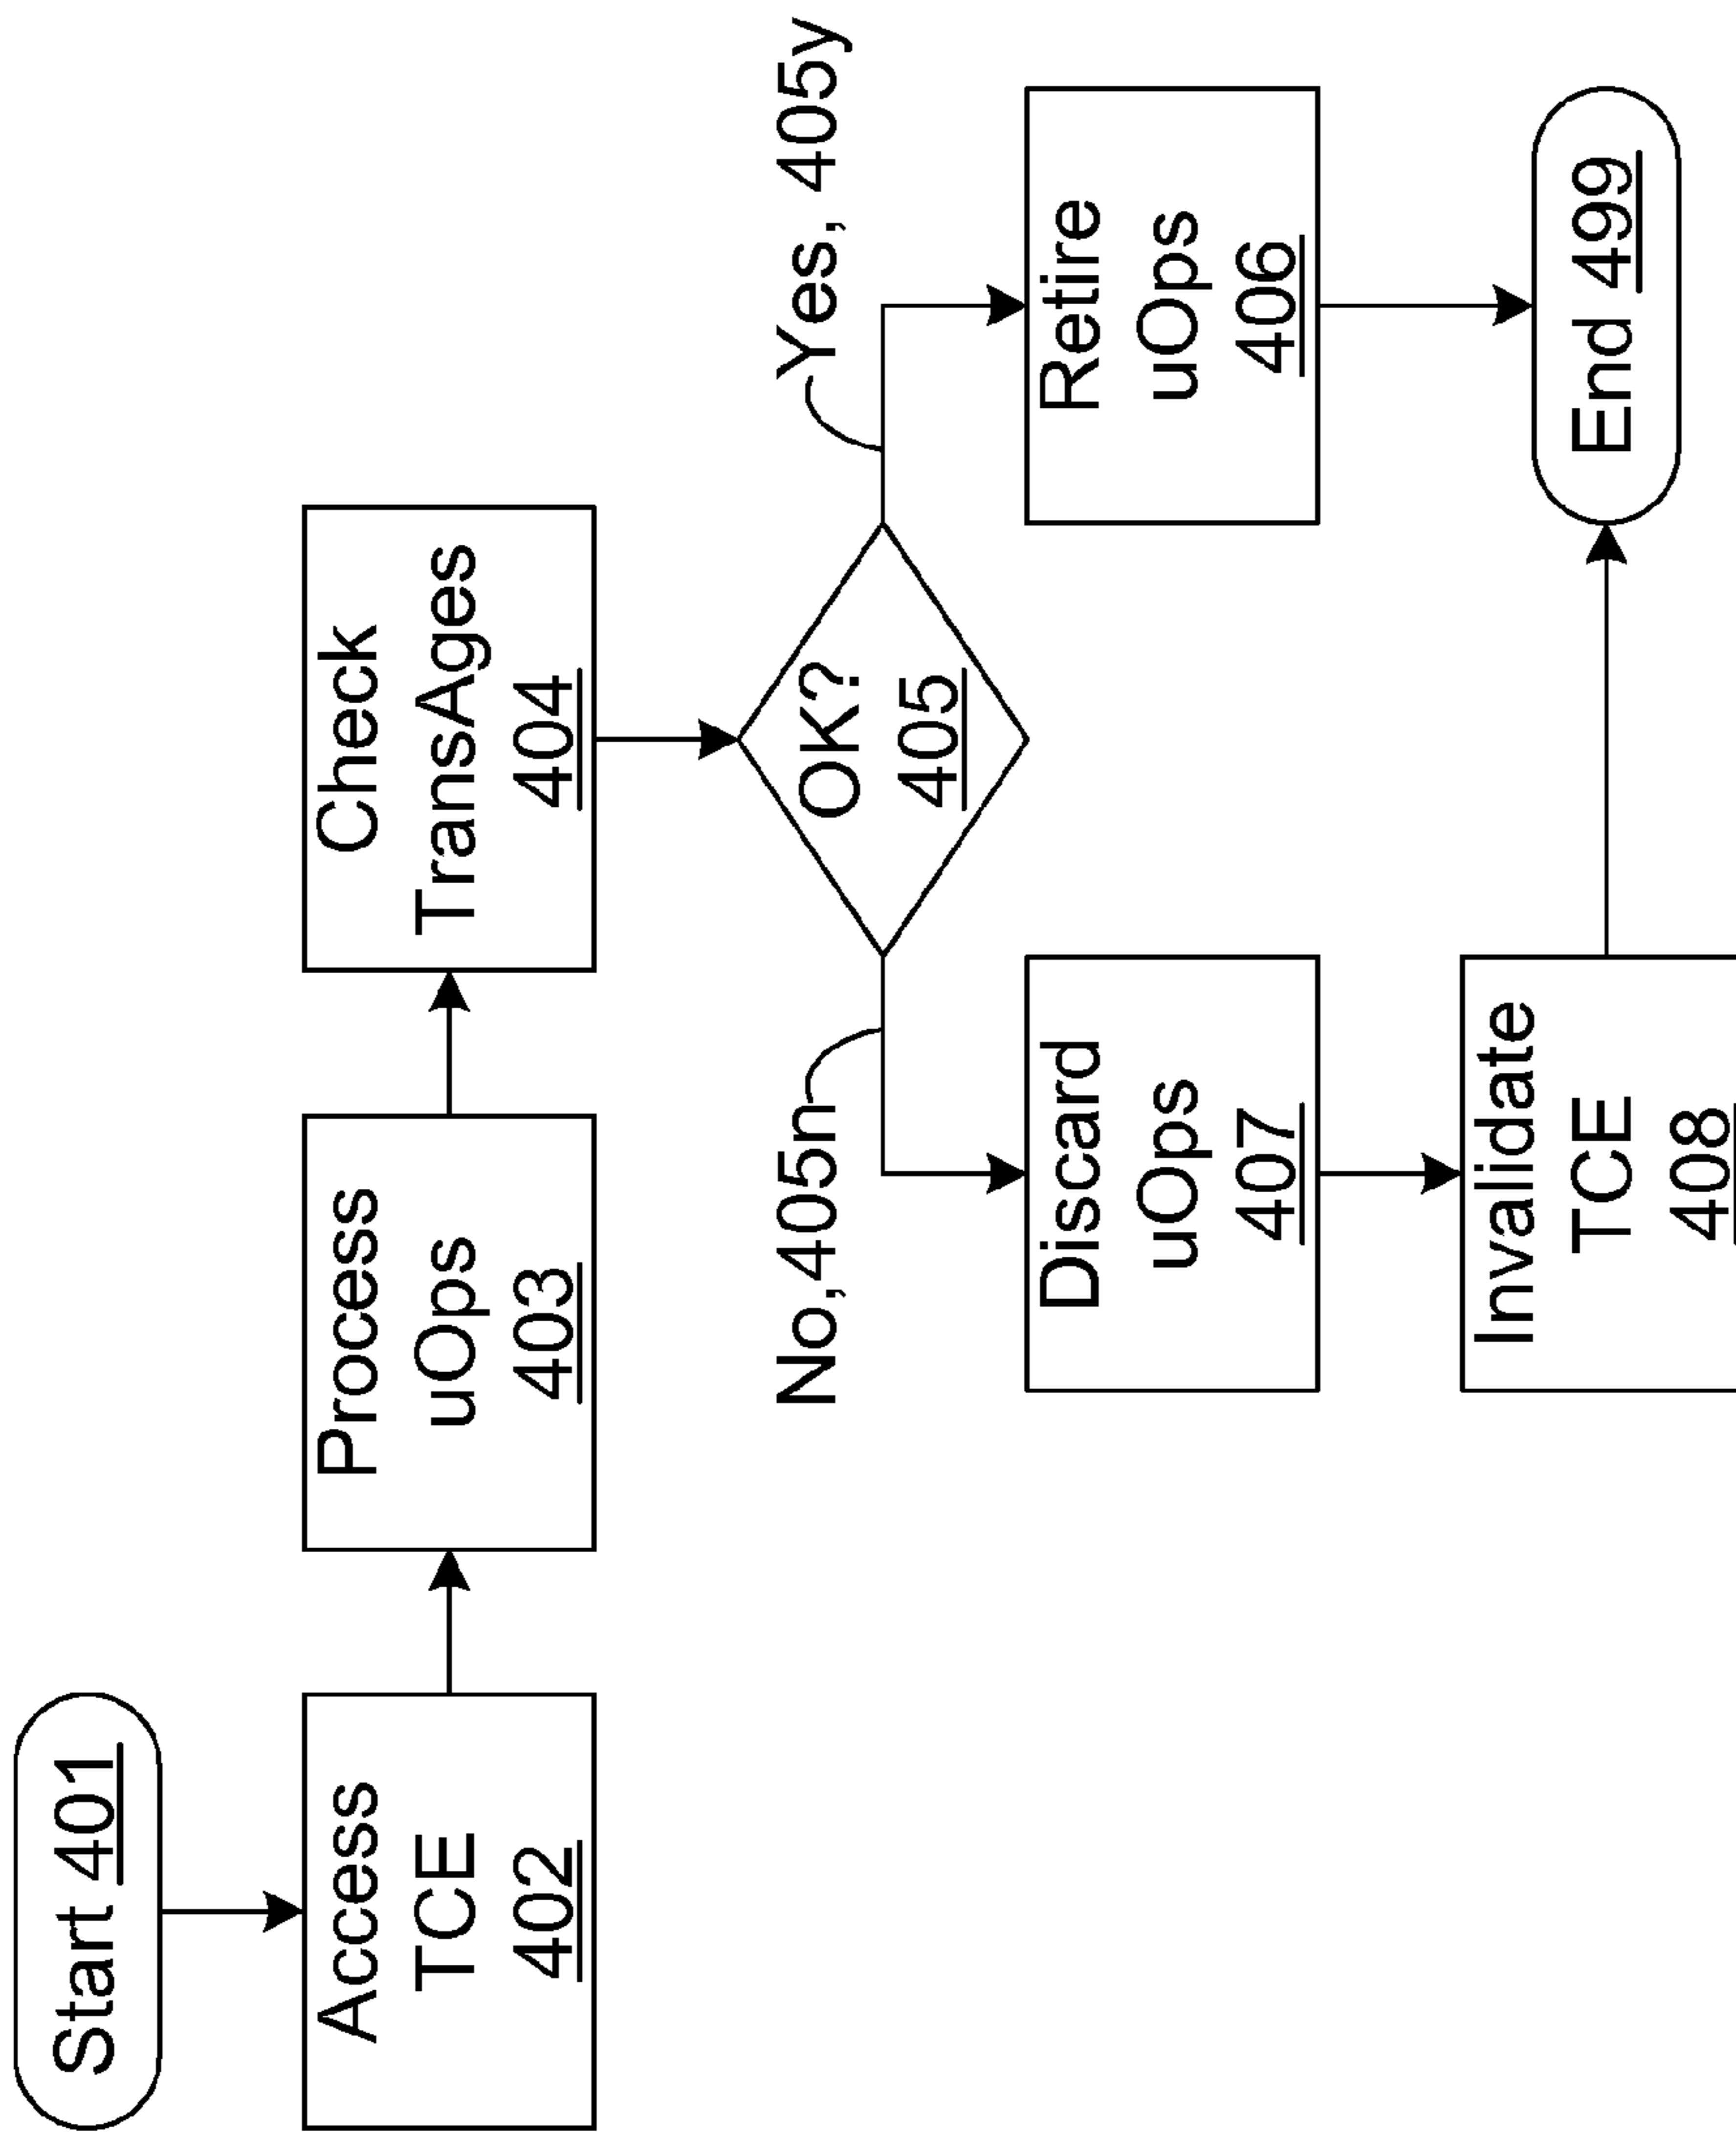 Start 401
Access
TCE
402
Process
uOps
403
Check
TransAges
404
OK?
405
No,405n
Yes, 405y
Discard
uOps
407
Retire
uOps
406
Invalidate
TCE
408
End 499